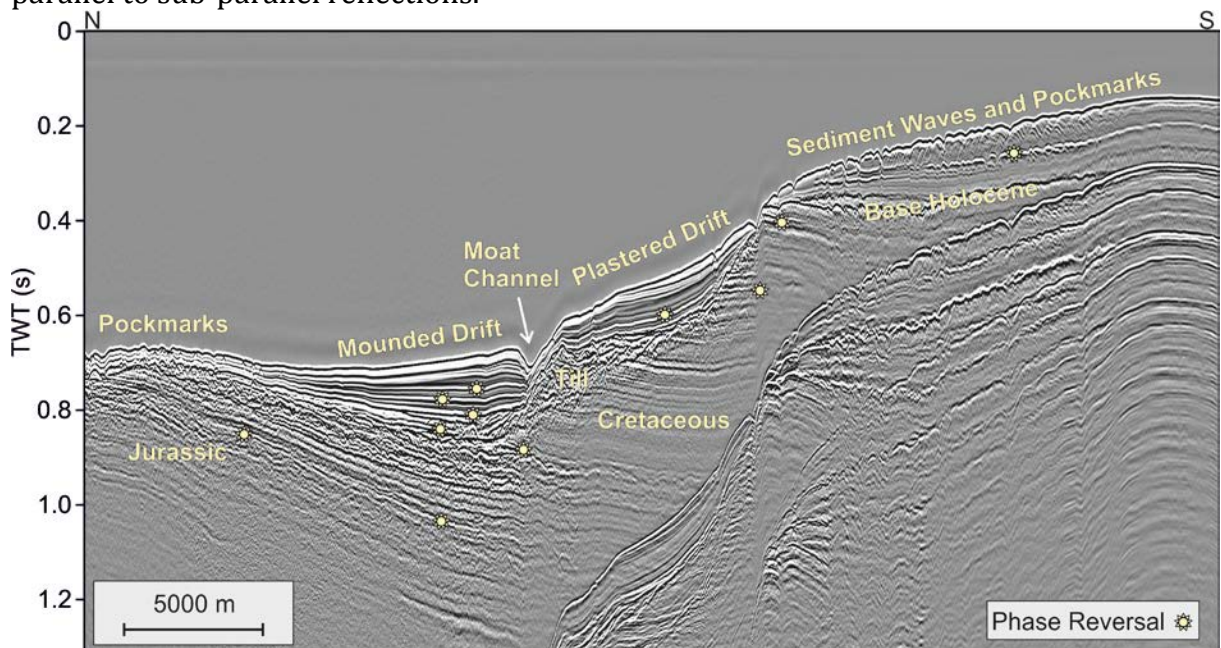 parallel to sub-parallel reflections.
N
S
0
0.2
0.4
0.6
0.8
1.0
1.2
TWT (s)
Sediment Waves and Pockmarks
Base Holocene
Plastered Drift
Moat
Channel
Mounded Drift
Pockmarks
Till
Cretaceous
Jurassic
5000 m
Phase Reversal